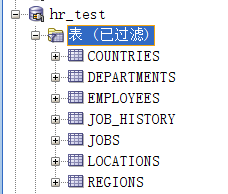 hr_test
表 (已过滤)
COUNTRIES
DEPARTMENTS
EMPLOYEES
JOB_HISTORY
JOBS
LOCATIONS
REGIONS